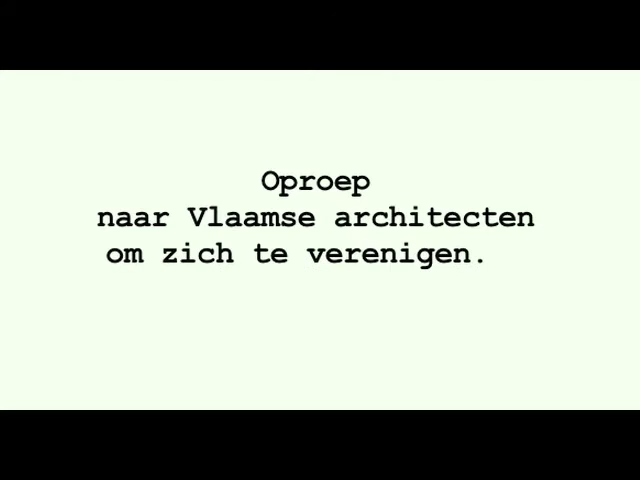 Oproep
naar Vlaamse architecten
om zich te verenigen.